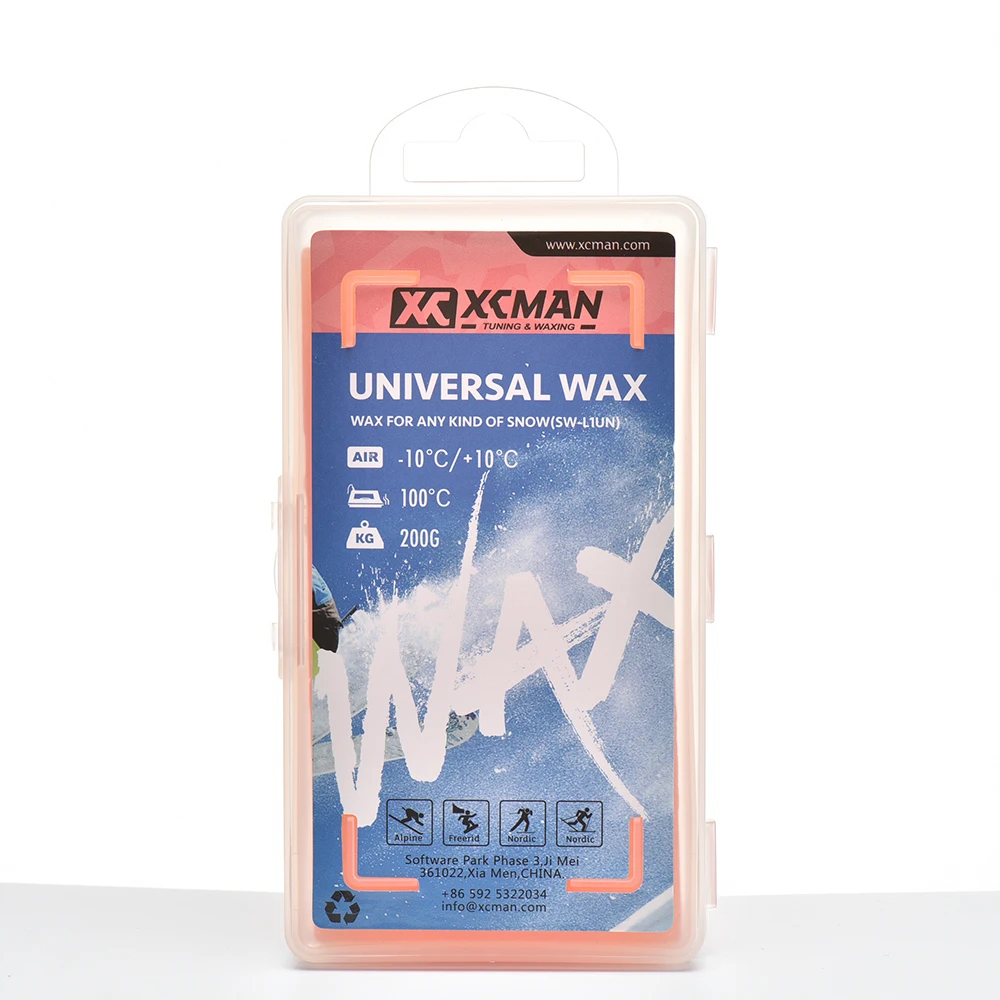 www.xcman.com
XC XCMAN
TUNING & WAXING
UNIVERSAL WAX
WAX FOR ANY KIND OF SNOW(SW-L1UN)
AIR -10°C/+10°C
100°C
KG 200G
WAX
Alpine Freerid Nordic Nordic
Software Park Phase 3,Ji Mei
361022,Xia Men,CHINA.
+86 592 5322034
info@xcman.com